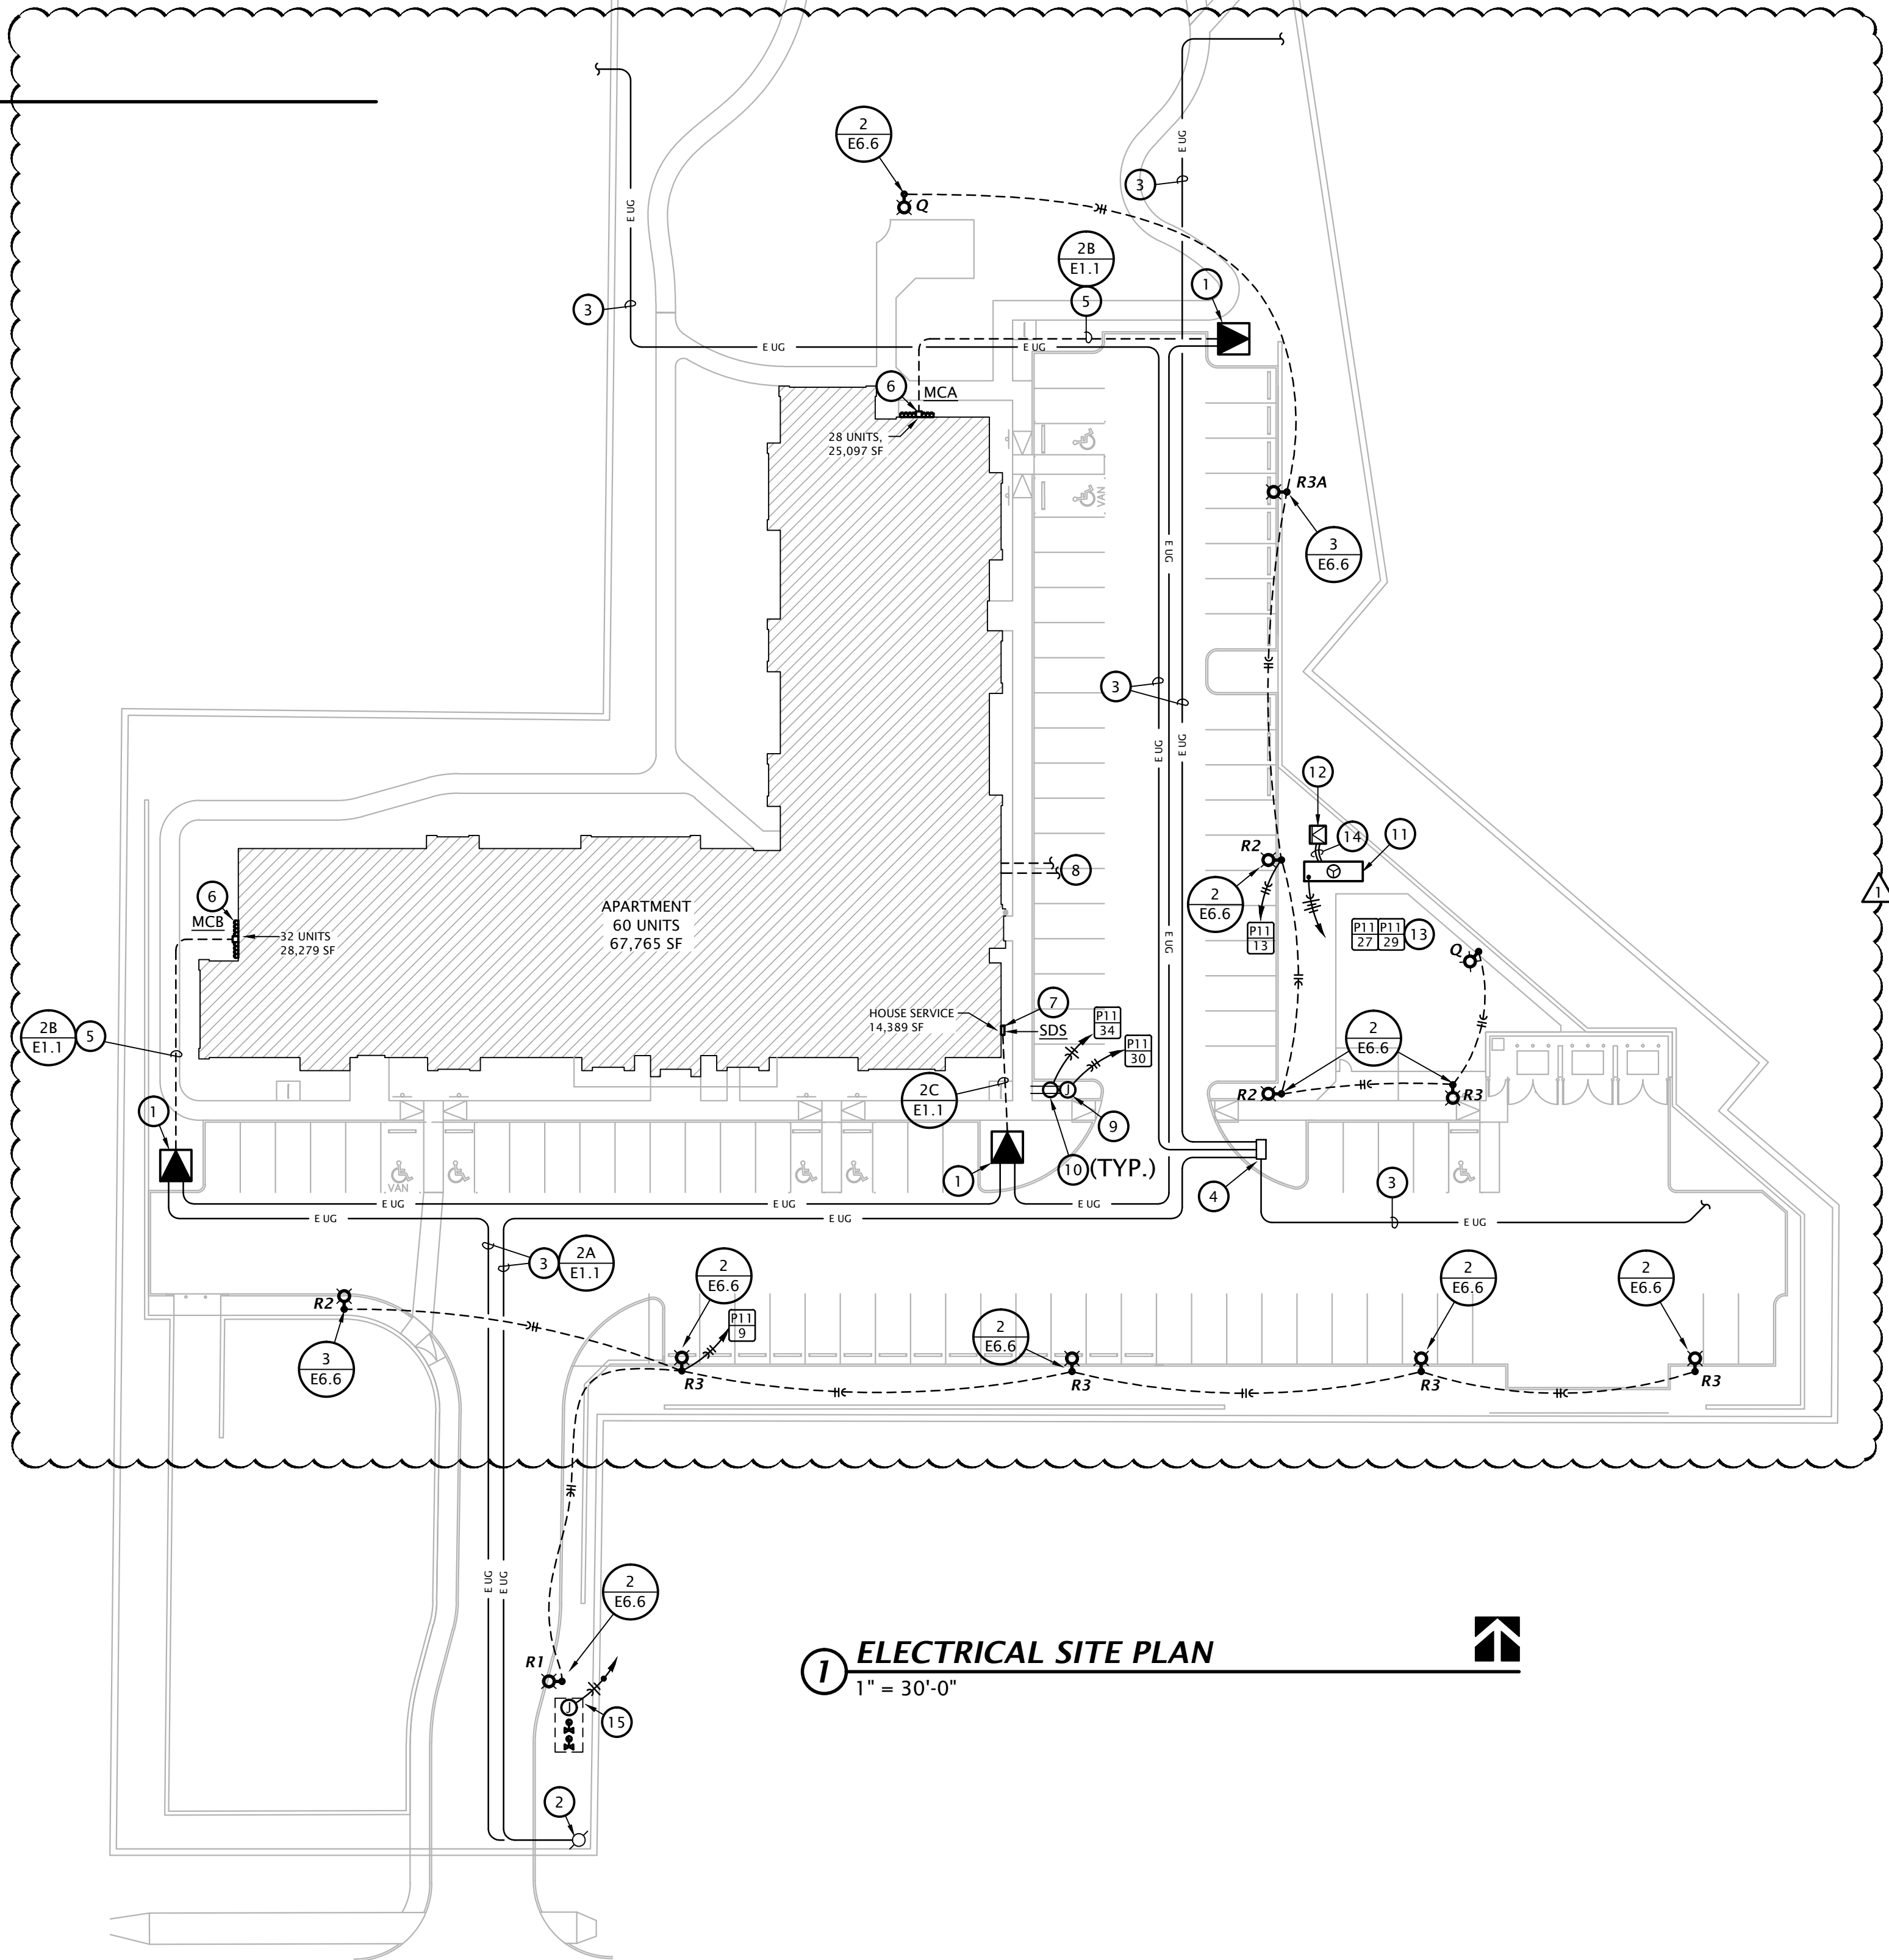 2
E6.6
Q
E UG
E UG
3
3
2B
E1.1
5
1
E UG
E UG
6
MCA
28 UNITS,
25,097 SF
VAN
R3A
3
E6.6
E UG
3
E UG
E UG
12
14
11
R2
2
E6.6
P11
13
8
6
MCB
32 UNITS
28,279 SF
APARTMENT
60 UNITS
67,765 SF
1
P11
27
P11
29
13
Q
E UG
HOUSE SERVICE
14,389 SF
7
SDS
P11
34
P11
30
2B
E1.1
5
2
E6.6
2C
E1.1
J
9
R2
R3
1
1
10 (TYP.)
4
3
VAN
E UG
E UG
E UG
E UG
E UG
E UG
3
2A
E1.1
2
E6.6
2
E6.6
2
E6.6
R2
P11
9
2
E6.6
3
E6.6
R3
R3
R3
R3
E UG
E UG
2
E6.6
R1
J
15
2
1
ELECTRICAL SITE PLAN
1" = 30'-0"